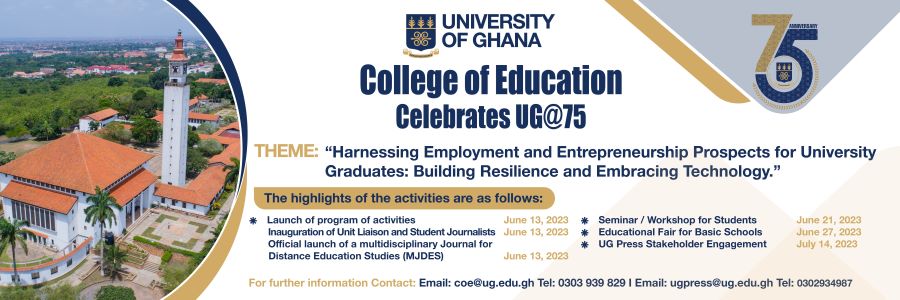 UNIVERSITY
OF GHANA
75
ANNIVERSARY
College of Education
Celebrates UG@75
THEME: “Harnessing Employment and Entrepreneurship Prospects for University
Graduates: Building Resilience and Embracing Technology.”
The highlights of the activities are as follows:
Launch of program of activities June 13, 2023
Inauguration of Unit Liaison and Student Journalists June 13, 2023
Official launch of a multidisciplinary Journal for
Distance Education Studies (MJDES) June 13, 2023
Seminar / Workshop for Students June 21, 2023
Educational Fair for Basic Schools June 27, 2023
UG Press Stakeholder Engagement July 14, 2023
For further information Contact: Email: coe@ug.edu.gh Tel: 0303 939 829 I Email: ugpress@ug.edu.gh Tel: 0302934987